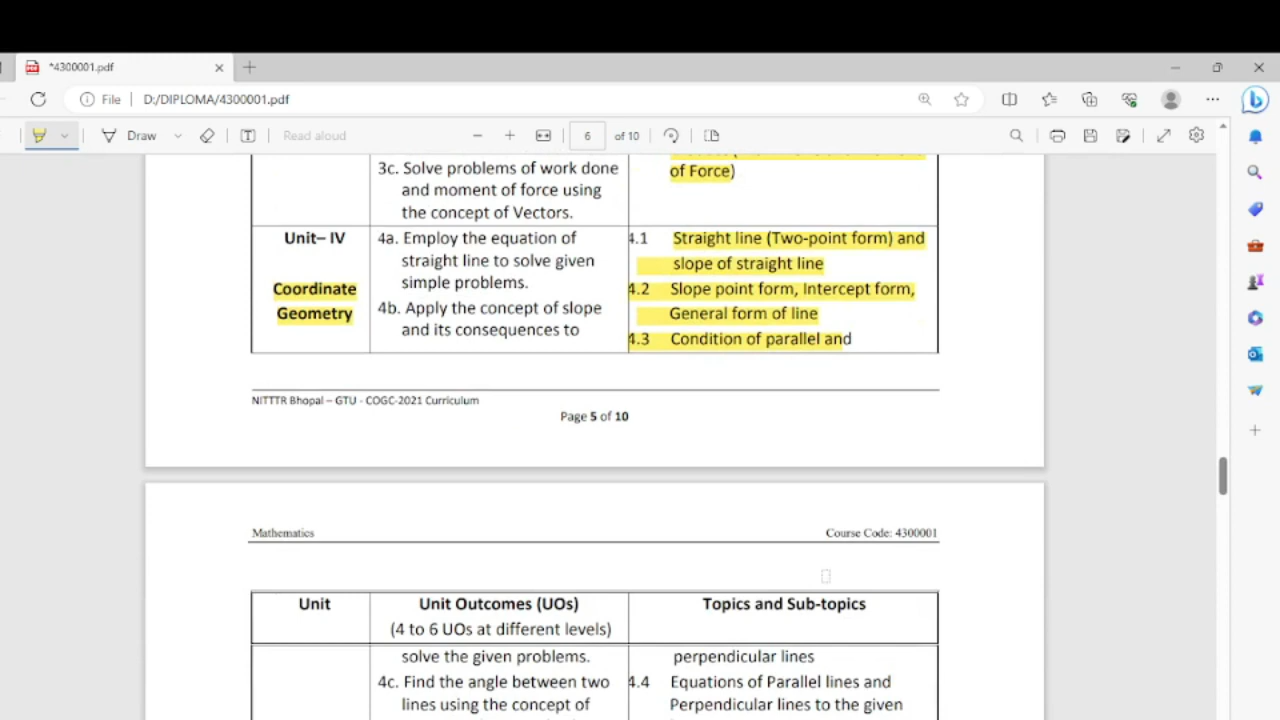 *4300001.pdf
File | D:/DIPLOMA/4300001.pdf
Draw
Read aloud
6 of 10
of Force)
3c. Solve problems of work done
and moment of force using
the concept of Vectors.
Unit– IV
Coordinate
Geometry
4a. Employ the equation of
straight line to solve given
simple problems.
4b. Apply the concept of slope
and its consequences to
4.1 Straight line (Two-point form) and
slope of straight line
4.2 Slope point form, Intercept form,
General form of line
4.3 Condition of parallel and
NITTTR Bhopal – GTU - COGC-2021 Curriculum
Page 5 of 10
Mathematics
Course Code: 4300001
Unit
Unit Outcomes (UOs)
(4 to 6 UOs at different levels)
Topics and Sub-topics
solve the given problems.
4c. Find the angle between two
lines using the concept of
perpendicular lines
4.4 Equations of Parallel lines and
Perpendicular lines to the given